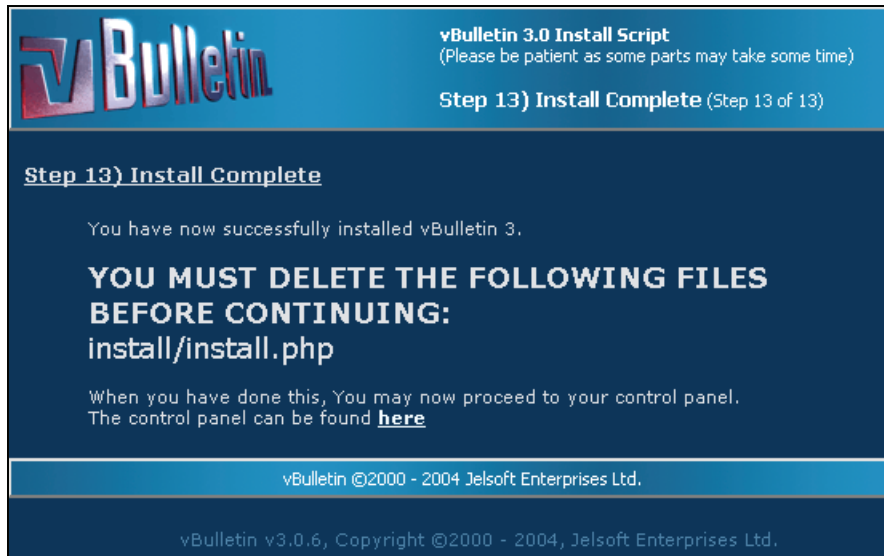 vBulletin
vBulletin 3.0 Install Script
(Please be patient as some parts may take some time)
Step 13) Install Complete (Step 13 of 13)
Step 13) Install Complete
You have now successfully installed vBulletin 3.
YOU MUST DELETE THE FOLLOWING FILES
BEFORE CONTINUING:
install/install.php
When you have done this, You may now proceed to your control panel.
The control panel can be found here
vBulletin ©2000 - 2004 Jelsoft Enterprises Ltd.
vBulletin v3.0.6, Copyright ©2000 - 2004, Jelsoft Enterprises Ltd.